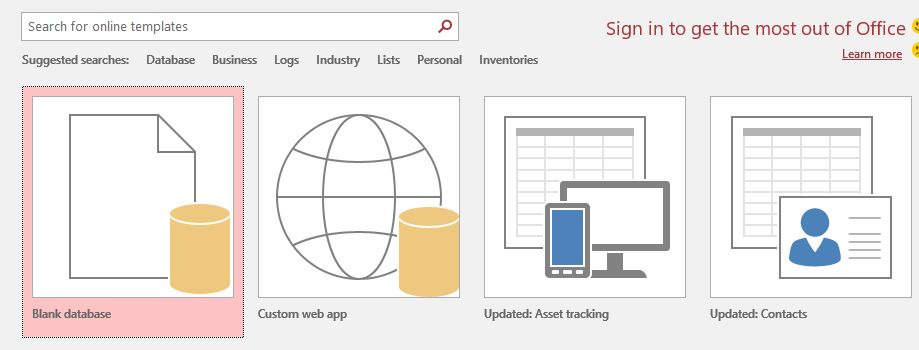 Search for online templates
Sign in to get the most out of Office
Learn more
Suggested searches: Database Business Logs Industry Lists Personal Inventories
Blank database
Custom web app
Updated: Asset tracking
Updated: Contacts